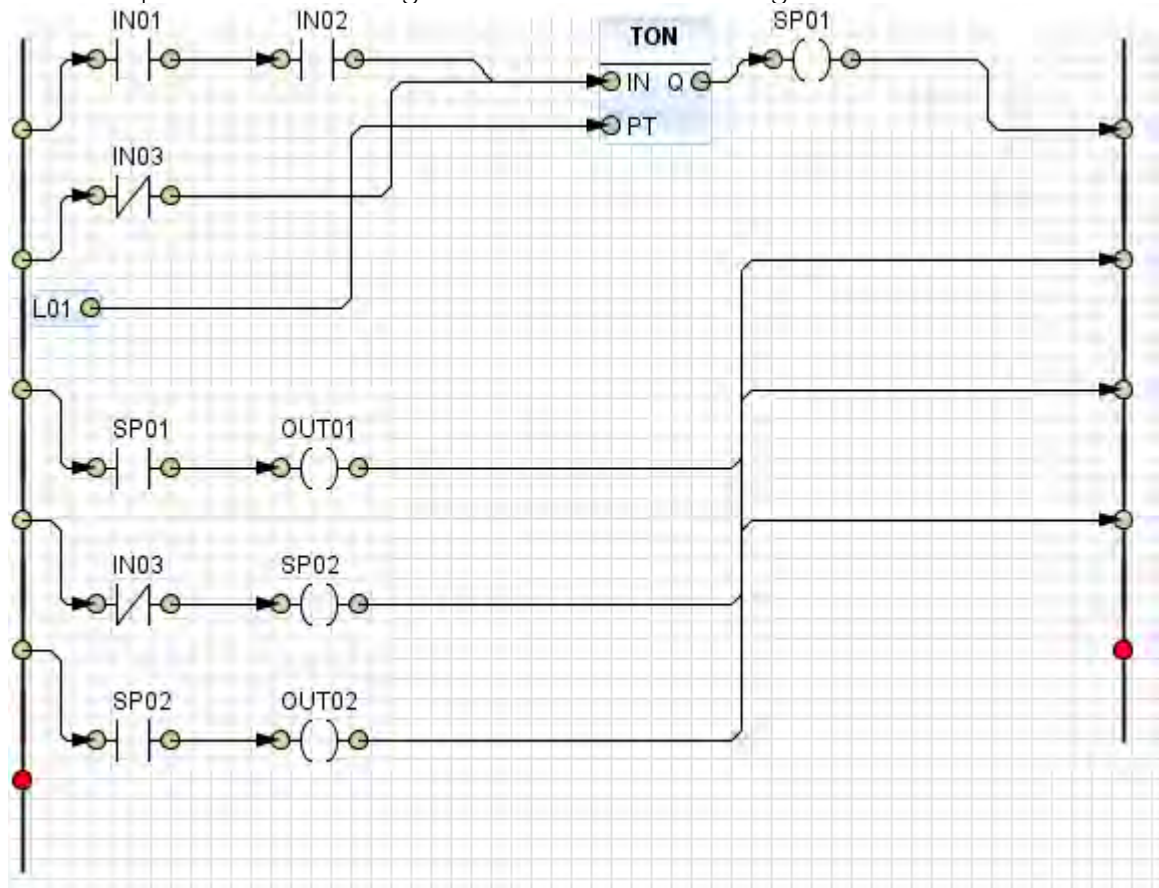 IN01 IN02 TON SP01
IN Q
PT
IN03
L01
SP01 OUT01
IN03 SP02
SP02 OUT02